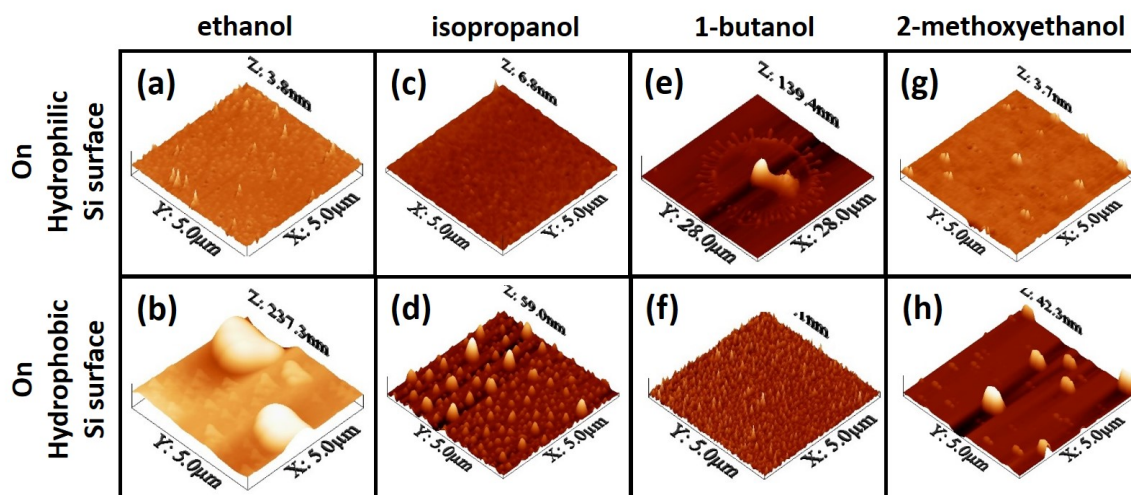 ethanol isopropanol 1-butanol 2-methoxyethanol
On
Hydrophilic
Si surface
(a) Z: 3.8nm
Y: 5.0μm X: 5.0μm
(c) Z: 6.8nm
X: 5.0μm Y: 5.0μm
(e) Z: 139.4nm
Y: 28.0μm X: 28.0μm
(g) Z: 3.7nm
Y: 5.0μm X: 5.0μm
On
Hydrophobic
Si surface
(b) Z: 237.3nm
Y: 5.0μm X: 5.0μm
(d) Z: 59.0nm
Y: 5.0μm X: 5.0μm
(f) .1nm
Y: 5.0μm X: 5.0μm
(h) Z: 42.3nm
Y: 5.0μm X: 5.0μm